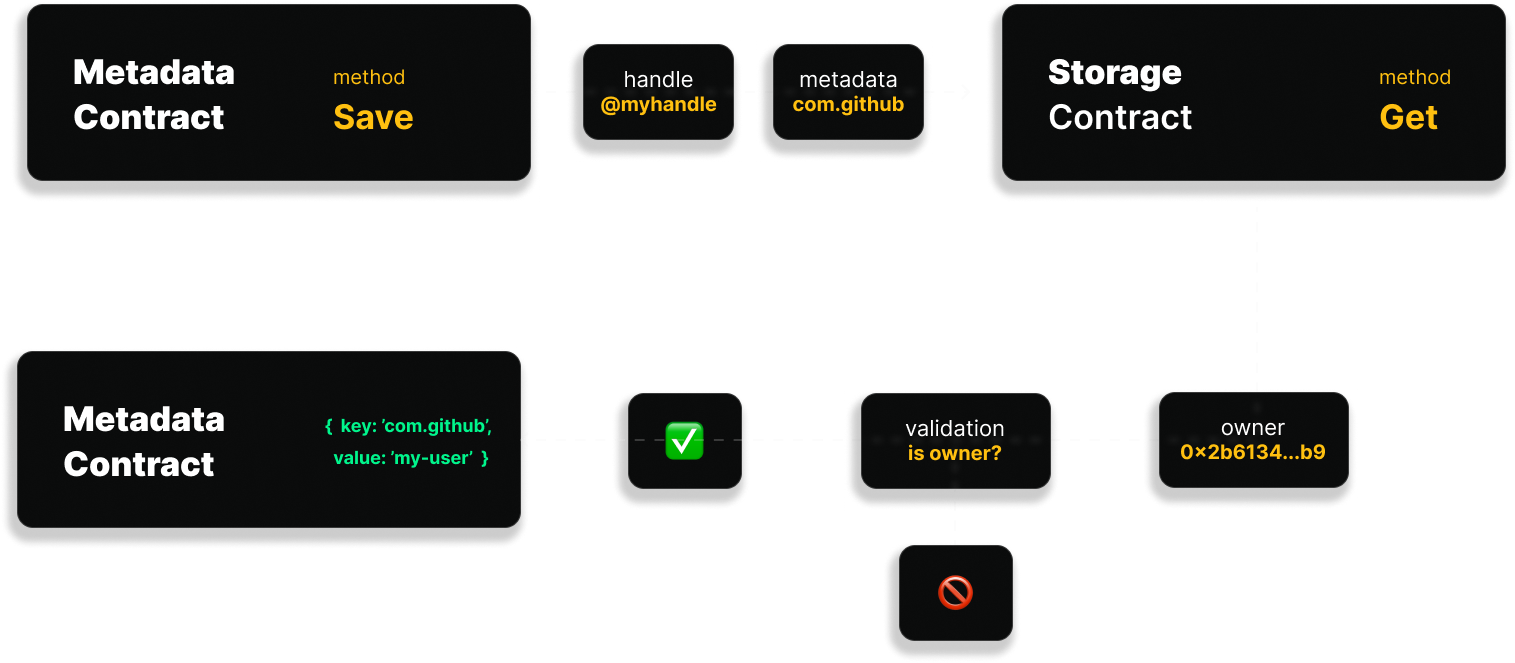 Metadata
Contract
method
Save
handle
@myhandle
metadata
com.github
Storage
Contract
method
Get
Metadata
Contract
{ key: ’com.github’,
value: ’my-user’ }
validation
is owner?
owner
0×2b6134...b9